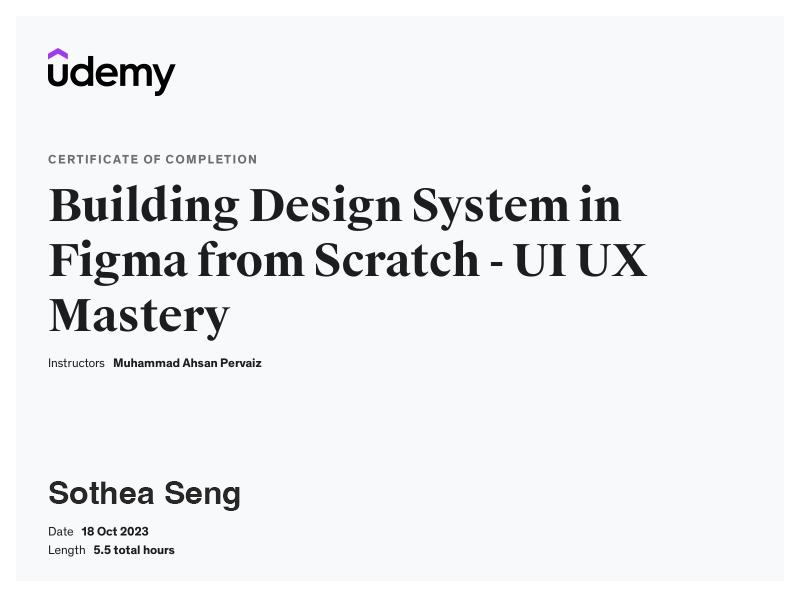 udemy
CERTIFICATE OF COMPLETION
Building Design System in
Figma from Scratch - UI UX
Mastery
Instructors Muhammad Ahsan Pervaiz
Sothea Seng
Date 18 Oct 2023
Length 5.5 total hours